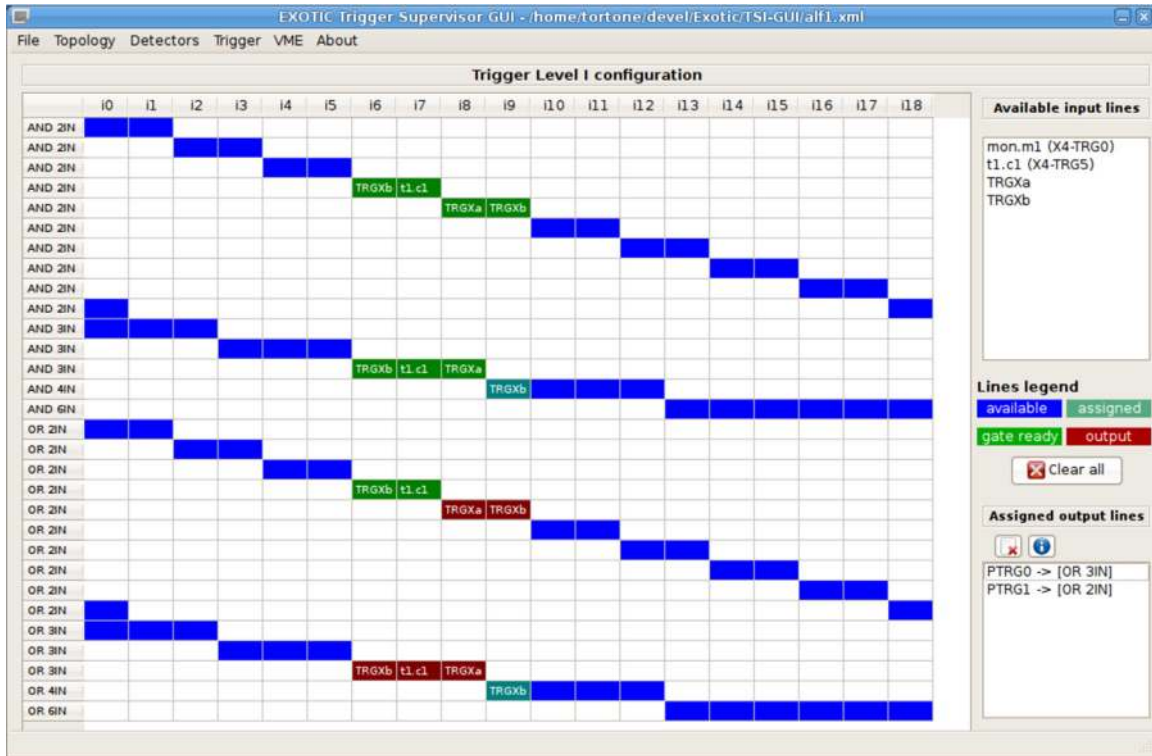 EXOTIC Trigger Supervisor GUI - /home/tortone/devel/Exotic/TSI-GUI/alf1.xml
File Topology Detectors Trigger VME About
Trigger Level I configuration
i0 i1 i2 i3 i4 i5 i6 i7 i8 i9 i10 i11 i12 i13 i14 i15 i16 i17 i18
AND 2IN
AND 2IN
AND 2IN
AND 2IN TRGXb t1.c1
AND 2IN TRGXa TRGXb
AND 2IN
AND 2IN
AND 2IN
AND 2IN
AND 2IN
AND 3IN
AND 3IN
AND 3IN TRGXb t1.c1 TRGXa
AND 4IN TRGXb
AND 6IN
OR 2IN
OR 2IN
OR 2IN
OR 2IN TRGXb t1.c1
OR 2IN TRGXa TRGXb
OR 2IN
OR 2IN
OR 2IN
OR 2IN
OR 2IN
OR 3IN
OR 3IN
OR 3IN TRGXb t1.c1 TRGXa
OR 4IN TRGXb
OR 6IN
Available input lines
mon.m1 (X4-TRG0)
t1.c1 (X4-TRG5)
TRGXa
TRGXb
Lines legend
available assigned
gate ready output
Clear all
Assigned output lines
PTRG0 -> [OR 3IN]
PTRG1 -> [OR 2IN]